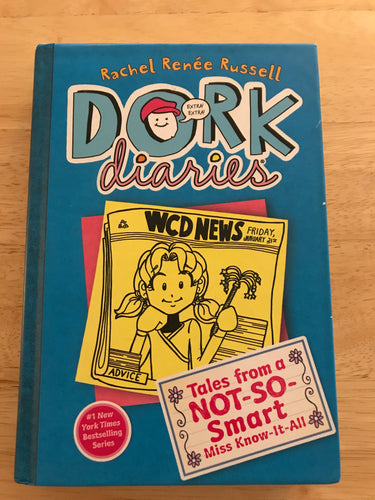 Rachel Renée Russell
DORK
EXTRA!
EXTRA!
diaries
WCD NEWS
FRIDAY,
JANUARY 31ST
ADVICE
Tales from a
NOT-SO-
Smart
Miss Know-It-All
#1 New
York Times
Bestselling
Series